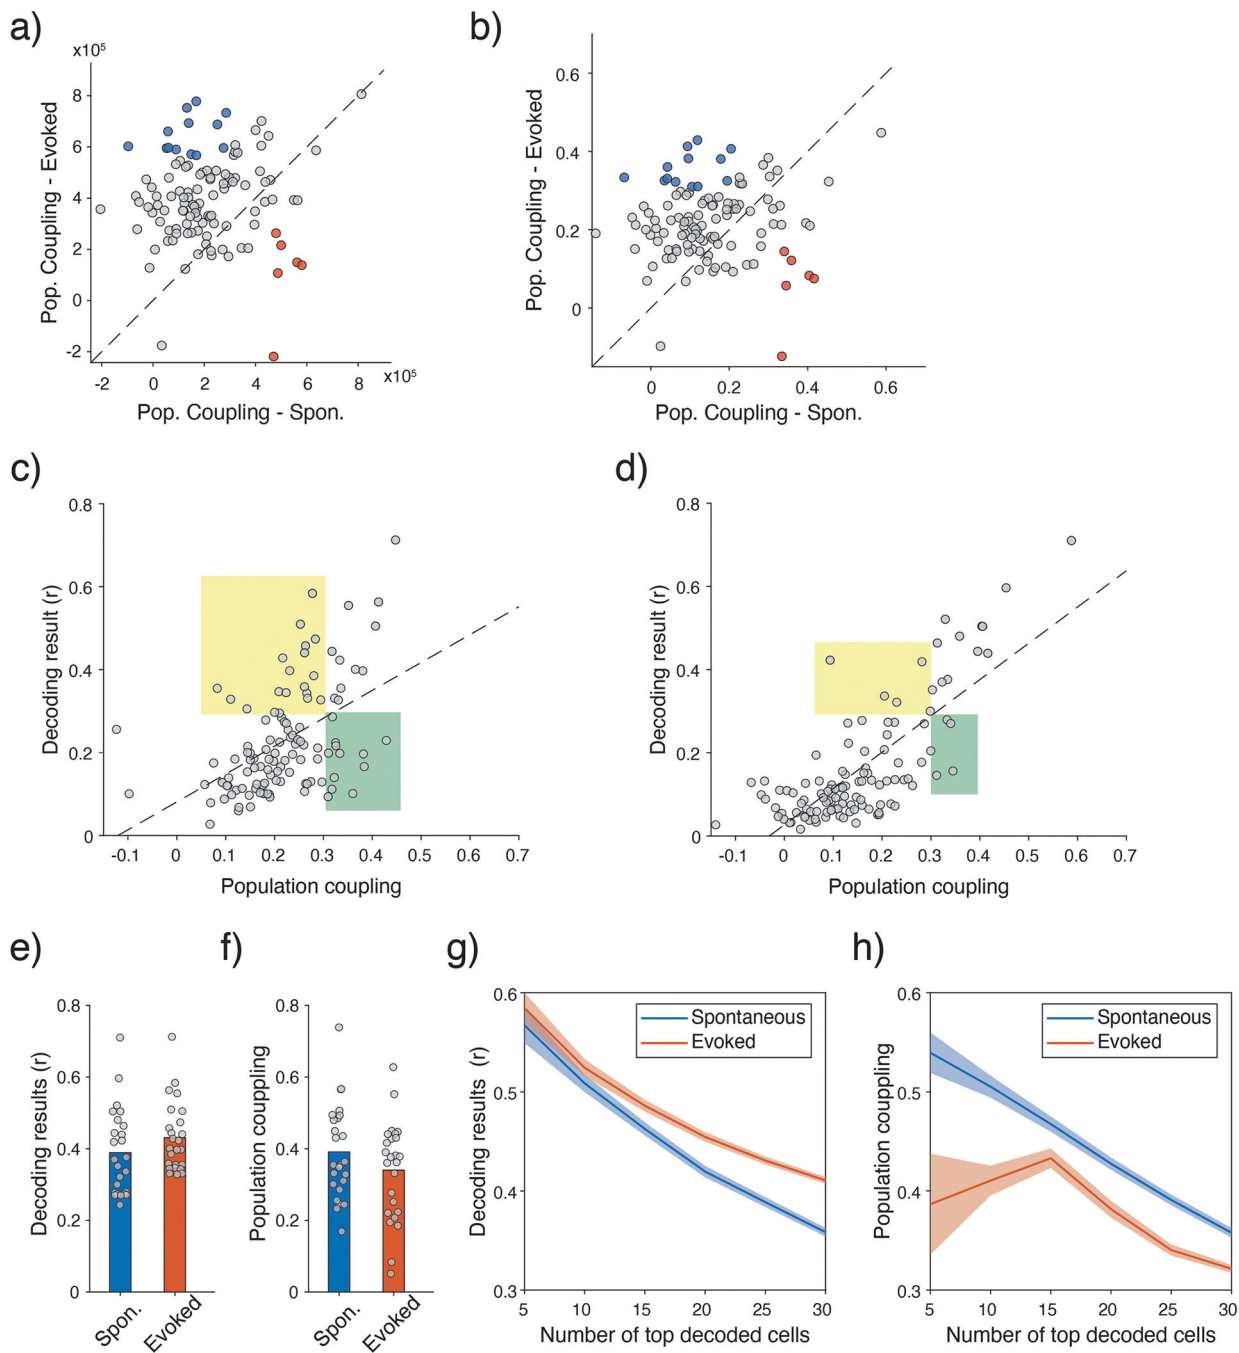 a)
x10⁵
Pop. Coupling - Evoked
8
6
4
2
0
-2
-2 0 2 4 6 8 x10⁵
Pop. Coupling - Spon.
b)
Pop. Coupling - Evoked
0.6
0.4
0.2
0
0 0.2 0.4 0.6
Pop. Coupling - Spon.
c)
Decoding result (r)
0.8
0.6
0.4
0.2
0
-0.1 0 0.1 0.2 0.3 0.4 0.5 0.6 0.7
Population coupling
d)
Decoding result (r)
0.8
0.6
0.4
0.2
0
-0.1 0 0.1 0.2 0.3 0.4 0.5 0.6 0.7
Population coupling
e)
Decoding results (r)
0.8
0.6
0.4
0.2
0
Spon. Evoked
f)
Population couppling
0.8
0.6
0.4
0.2
0
Spon. Evoked
g)
Decoding results (r)
0.6
0.5
0.4
0.3
Spontaneous
Evoked
5 10 15 20 25 30
Number of top decoded cells
h)
Population coupling
0.6
0.5
0.4
0.3
Spontaneous
Evoked
5 10 15 20 25 30
Number of top decoded cells